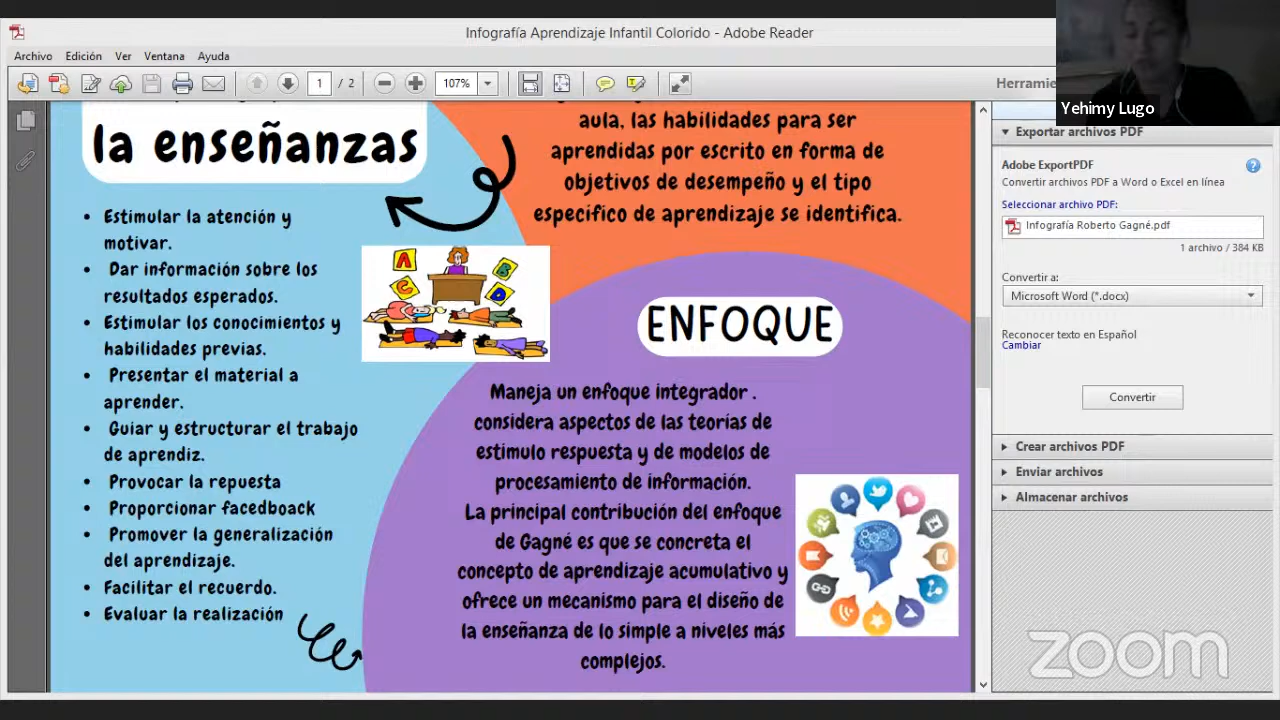 Infografía Aprendizaje Infantil Colorido - Adobe Reader
Archivo Edición Ver Ventana Ayuda
1 / 2
107%
Herramie
Yehimy Lugo
la enseñanzas
Estimular la atención y
motivar.
Dar información sobre los
resultados esperados.
Estimular los conocimientos y
habilidades previas.
Presentar el material a
aprender.
Guiar y estructurar el trabajo
de aprendiz.
Provocar la repuesta
Proporcionar facedboack
Promover la generalización
del aprendizaje.
Facilitar el recuerdo.
Evaluar la realización
A
B
C
D
aula, las habilidades para ser
aprendidas por escrito en forma de
objetivos de desempeño y el tipo
específico de aprendizaje se identifica.
ENFOQUE
Maneja un enfoque integrador .
considera aspectos de las teorías de
estimulo respuesta y de modelos de
procesamiento de información.
La principal contribución del enfoque
de Gagné es que se concreta el
concepto de aprendizaje acumulativo y
ofrece un mecanismo para el diseño de
la enseñanza de lo simple a niveles más
complejos.
Exportar archivos PDF
Adobe ExportPDF
Convertir archivos PDF a Word o Excel en línea
Seleccionar archivo PDF:
Infografía Roberto Gagné.pdf
1 archivo / 384 KB
Convertir a:
Microsoft Word (*.docx)
Reconocer texto en Español
Cambiar
Convertir
Crear archivos PDF
Enviar archivos
Almacenar archivos
zoom